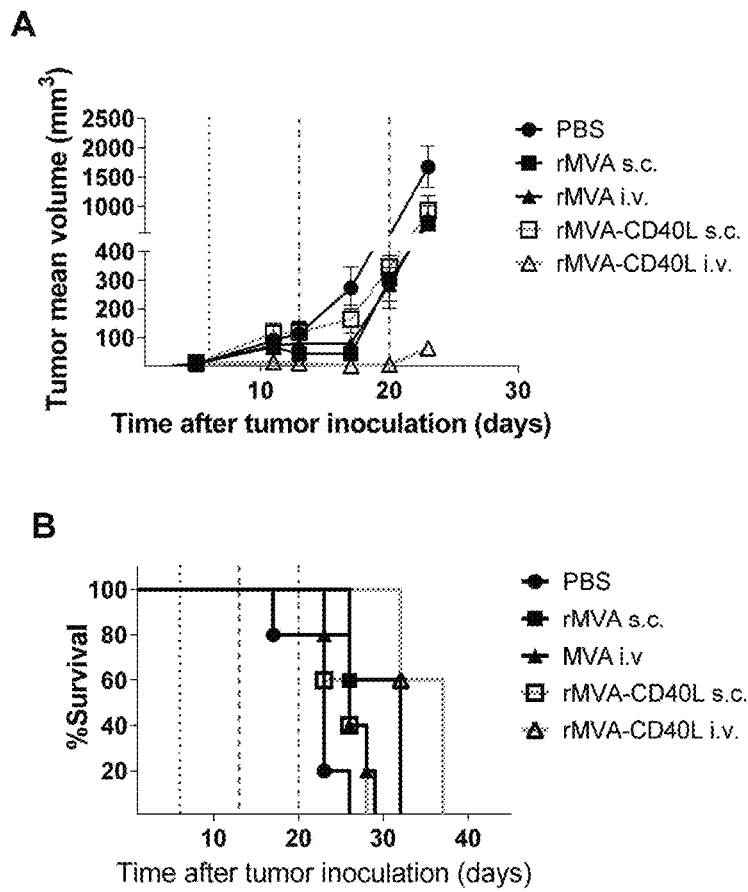 A
Tumor mean volume (mm3)
2500
2000
1500
1000
400
300
200
100
10 20 30
Time after tumor inoculation (days)
PBS
rMVA s.c.
rMVA i.v.
rMVA-CD40L s.c.
rMVA-CD40L i.v.
B
%Survival
100
80
60
40
20
10 20 30 40
Time after tumor inoculation (days)
PBS
rMVA s.c.
MVA i.v
rMVA-CD40L s.c.
rMVA-CD40L i.v.